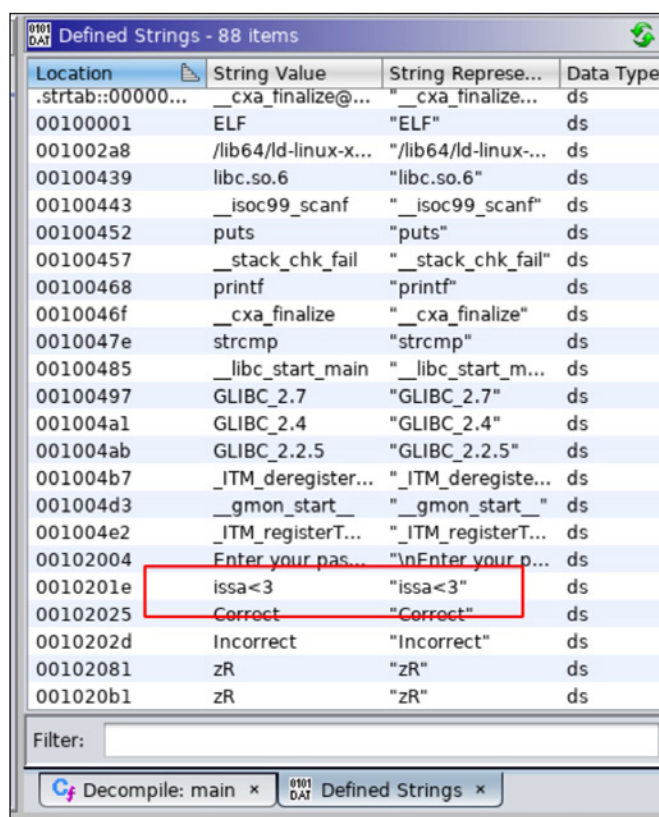 0101
DAT Defined Strings - 88 items
Location String Value String Represe... Data Type
.strtab::00000... __cxa_finalize@... "__cxa_finalize... ds
00100001 ELF "ELF" ds
001002a8 /lib64/ld-linux-x... "/lib64/ld-linux-... ds
00100439 libc.so.6 "libc.so.6" ds
00100443 __isoc99_scanf "__isoc99_scanf" ds
00100452 puts "puts" ds
00100457 __stack_chk_fail "__stack_chk_fail" ds
00100468 printf "printf" ds
0010046f __cxa_finalize "__cxa_finalize" ds
0010047e strcmp "strcmp" ds
00100485 __libc_start_main "__libc_start_m... ds
00100497 GLIBC_2.7 "GLIBC_2.7" ds
001004a1 GLIBC_2.4 "GLIBC_2.4" ds
001004ab GLIBC_2.2.5 "GLIBC_2.2.5" ds
001004b7 _ITM_deregister... "_ITM_deregiste... ds
001004d3 __gmon_start__ "__gmon_start__" ds
001004e2 _ITM_registerT... "_ITM_registerT... ds
00102004 Enter your pas... "\nEnter your p... ds
0010201e issa<3 "issa<3" ds
00102025 Correct "Correct" ds
0010202d Incorrect "Incorrect" ds
00102081 zR "zR" ds
001020b1 zR "zR" ds
Filter:
Cf Decompile: main × 0101 DAT Defined Strings ×